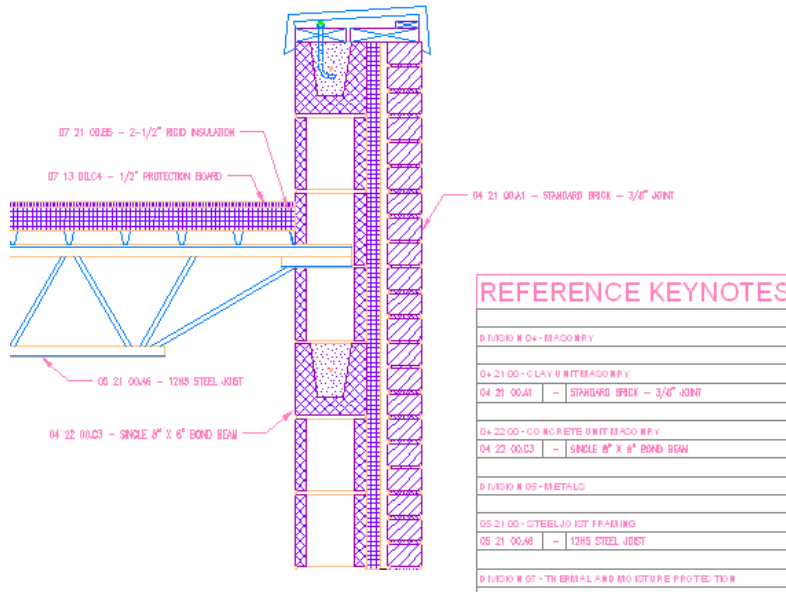 07 21 00.B5 - 2-1/2" RIGID INSULATION
07 13 00.C4 - 1/2" PROTECTION BOARD
04 21 00.A1 - STANDARD BRICK - 3/8" JOINT
05 21 00.A6 - 12H5 STEEL JOIST
04 22 00.C3 - SINGLE 8" X 8" BOND BEAM
REFERENCE KEYNOTES
DIVISION 04 - MASONRY
04 21 00 - CLAY UNIT MASONRY
04 21 00.A1 - STANDARD BRICK - 3/8" JOINT
04 22 00 - CONCRETE UNIT MASONRY
04 22 00.C3 - SINGLE 8" X 8" BOND BEAM
DIVISION 05 - METALS
05 21 00 - STEEL JOIST FRAMING
05 21 00.A6 - 12H5 STEEL JOIST
DIVISION 07 - THERMAL AND MOISTURE PROTECTION